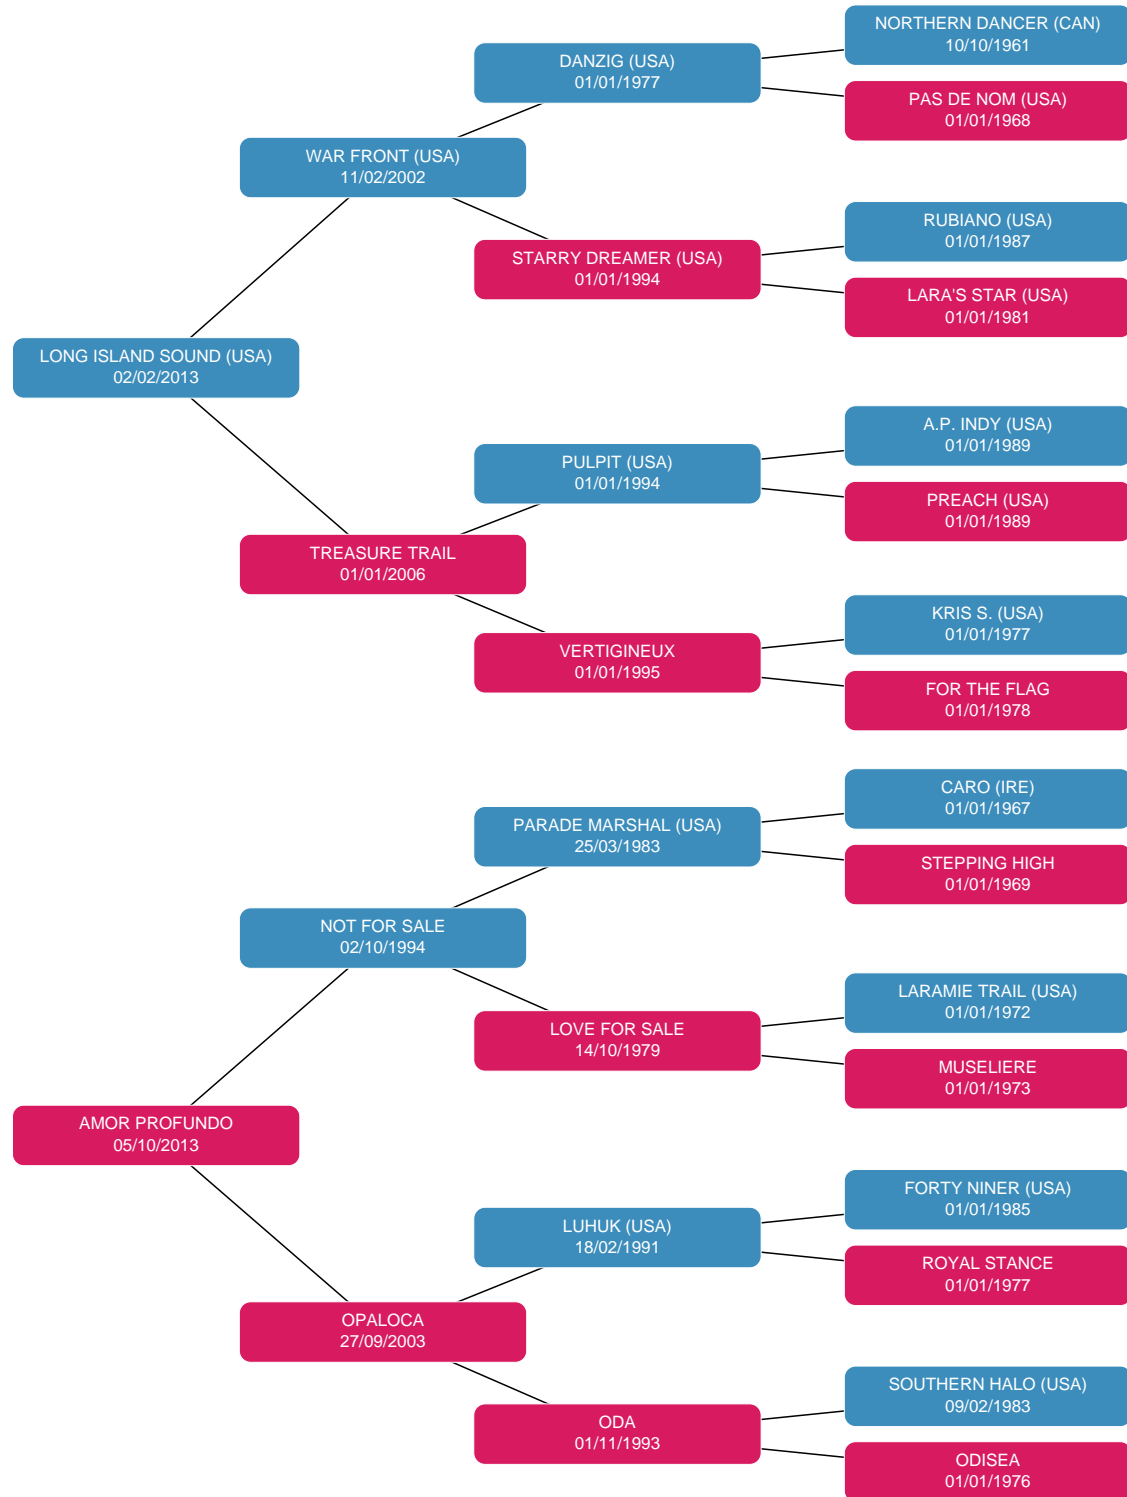 NORTHERN DANCER (CAN)
10/10/1961
DANZIG (USA)
01/01/1977
PAS DE NOM (USA)
01/01/1968
WAR FRONT (USA)
11/02/2002
RUBIANO (USA)
01/01/1987
STARRY DREAMER (USA)
01/01/1994
LARA'S STAR (USA)
01/01/1981
LONG ISLAND SOUND (USA)
02/02/2013
A.P. INDY (USA)
01/01/1989
PULPIT (USA)
01/01/1994
PREACH (USA)
01/01/1989
TREASURE TRAIL
01/01/2006
KRIS S. (USA)
01/01/1977
VERTIGINEUX
01/01/1995
FOR THE FLAG
01/01/1978
CARO (IRE)
01/01/1967
PARADE MARSHAL (USA)
25/03/1983
STEPPING HIGH
01/01/1969
NOT FOR SALE
02/10/1994
LARAMIE TRAIL (USA)
01/01/1972
LOVE FOR SALE
14/10/1979
MUSELIERE
01/01/1973
AMOR PROFUNDO
05/10/2013
FORTY NINER (USA)
01/01/1985
LUHUK (USA)
18/02/1991
ROYAL STANCE
01/01/1977
OPALOCA
27/09/2003
SOUTHERN HALO (USA)
09/02/1983
ODA
01/11/1993
ODISEA
01/01/1976